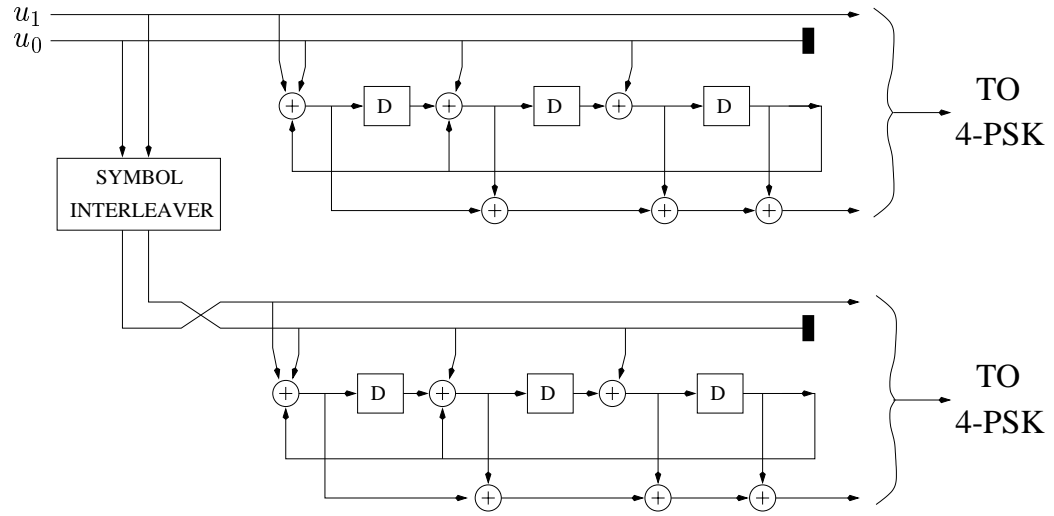 u₁
u₀
+ D + D + D
TO
4-PSK
SYMBOL
INTERLEAVER
+ + +
+ D + D + D
TO
4-PSK
+ + +